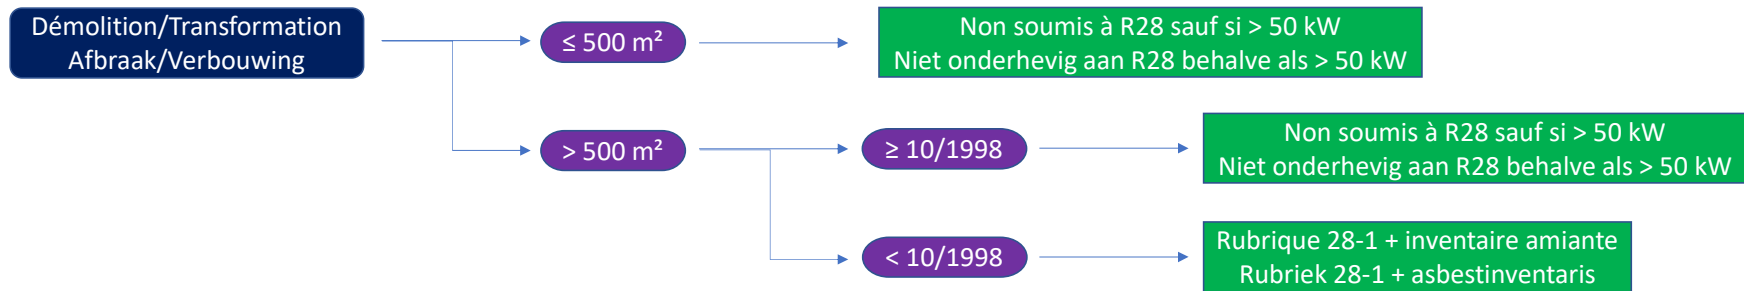 Démolition/Transformation
Afbraak/Verbouwing
≤ 500 m²
Non soumis à R28 sauf si > 50 kW
Niet onderhevig aan R28 behalve als > 50 kW
> 500 m²
≥ 10/1998
Non soumis à R28 sauf si > 50 kW
Niet onderhevig aan R28 behalve als > 50 kW
< 10/1998
Rubrique 28-1 + inventaire amiante
Rubriek 28-1 + asbestinventaris